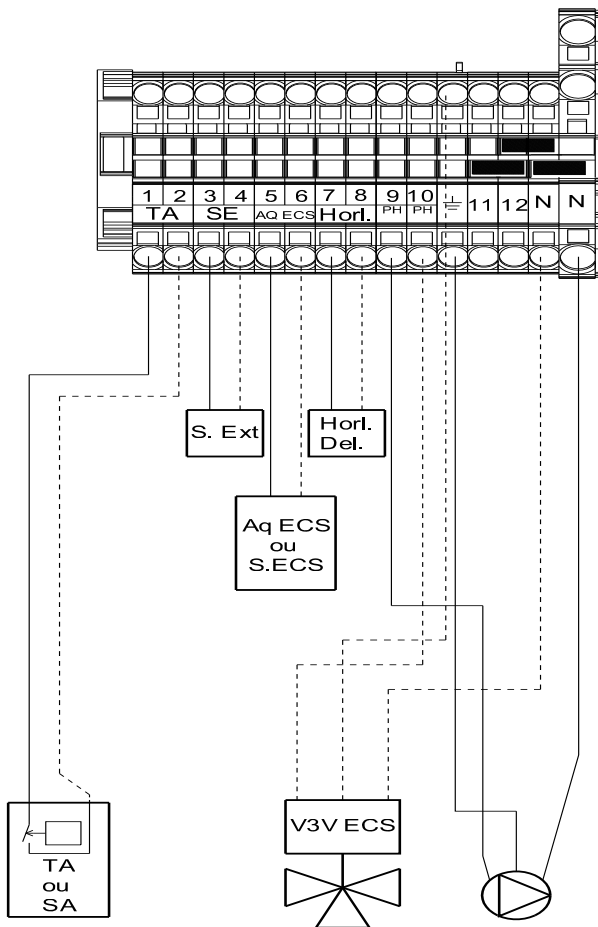 1 2 3 4 5 6 7 8 9 10 11 12 N N
TA SE AQ ECS Horl. PH PH
S. Ext
Horl.
Del.
Aq ECS
ou
S.ECS
V3V ECS
TA
ou
SA